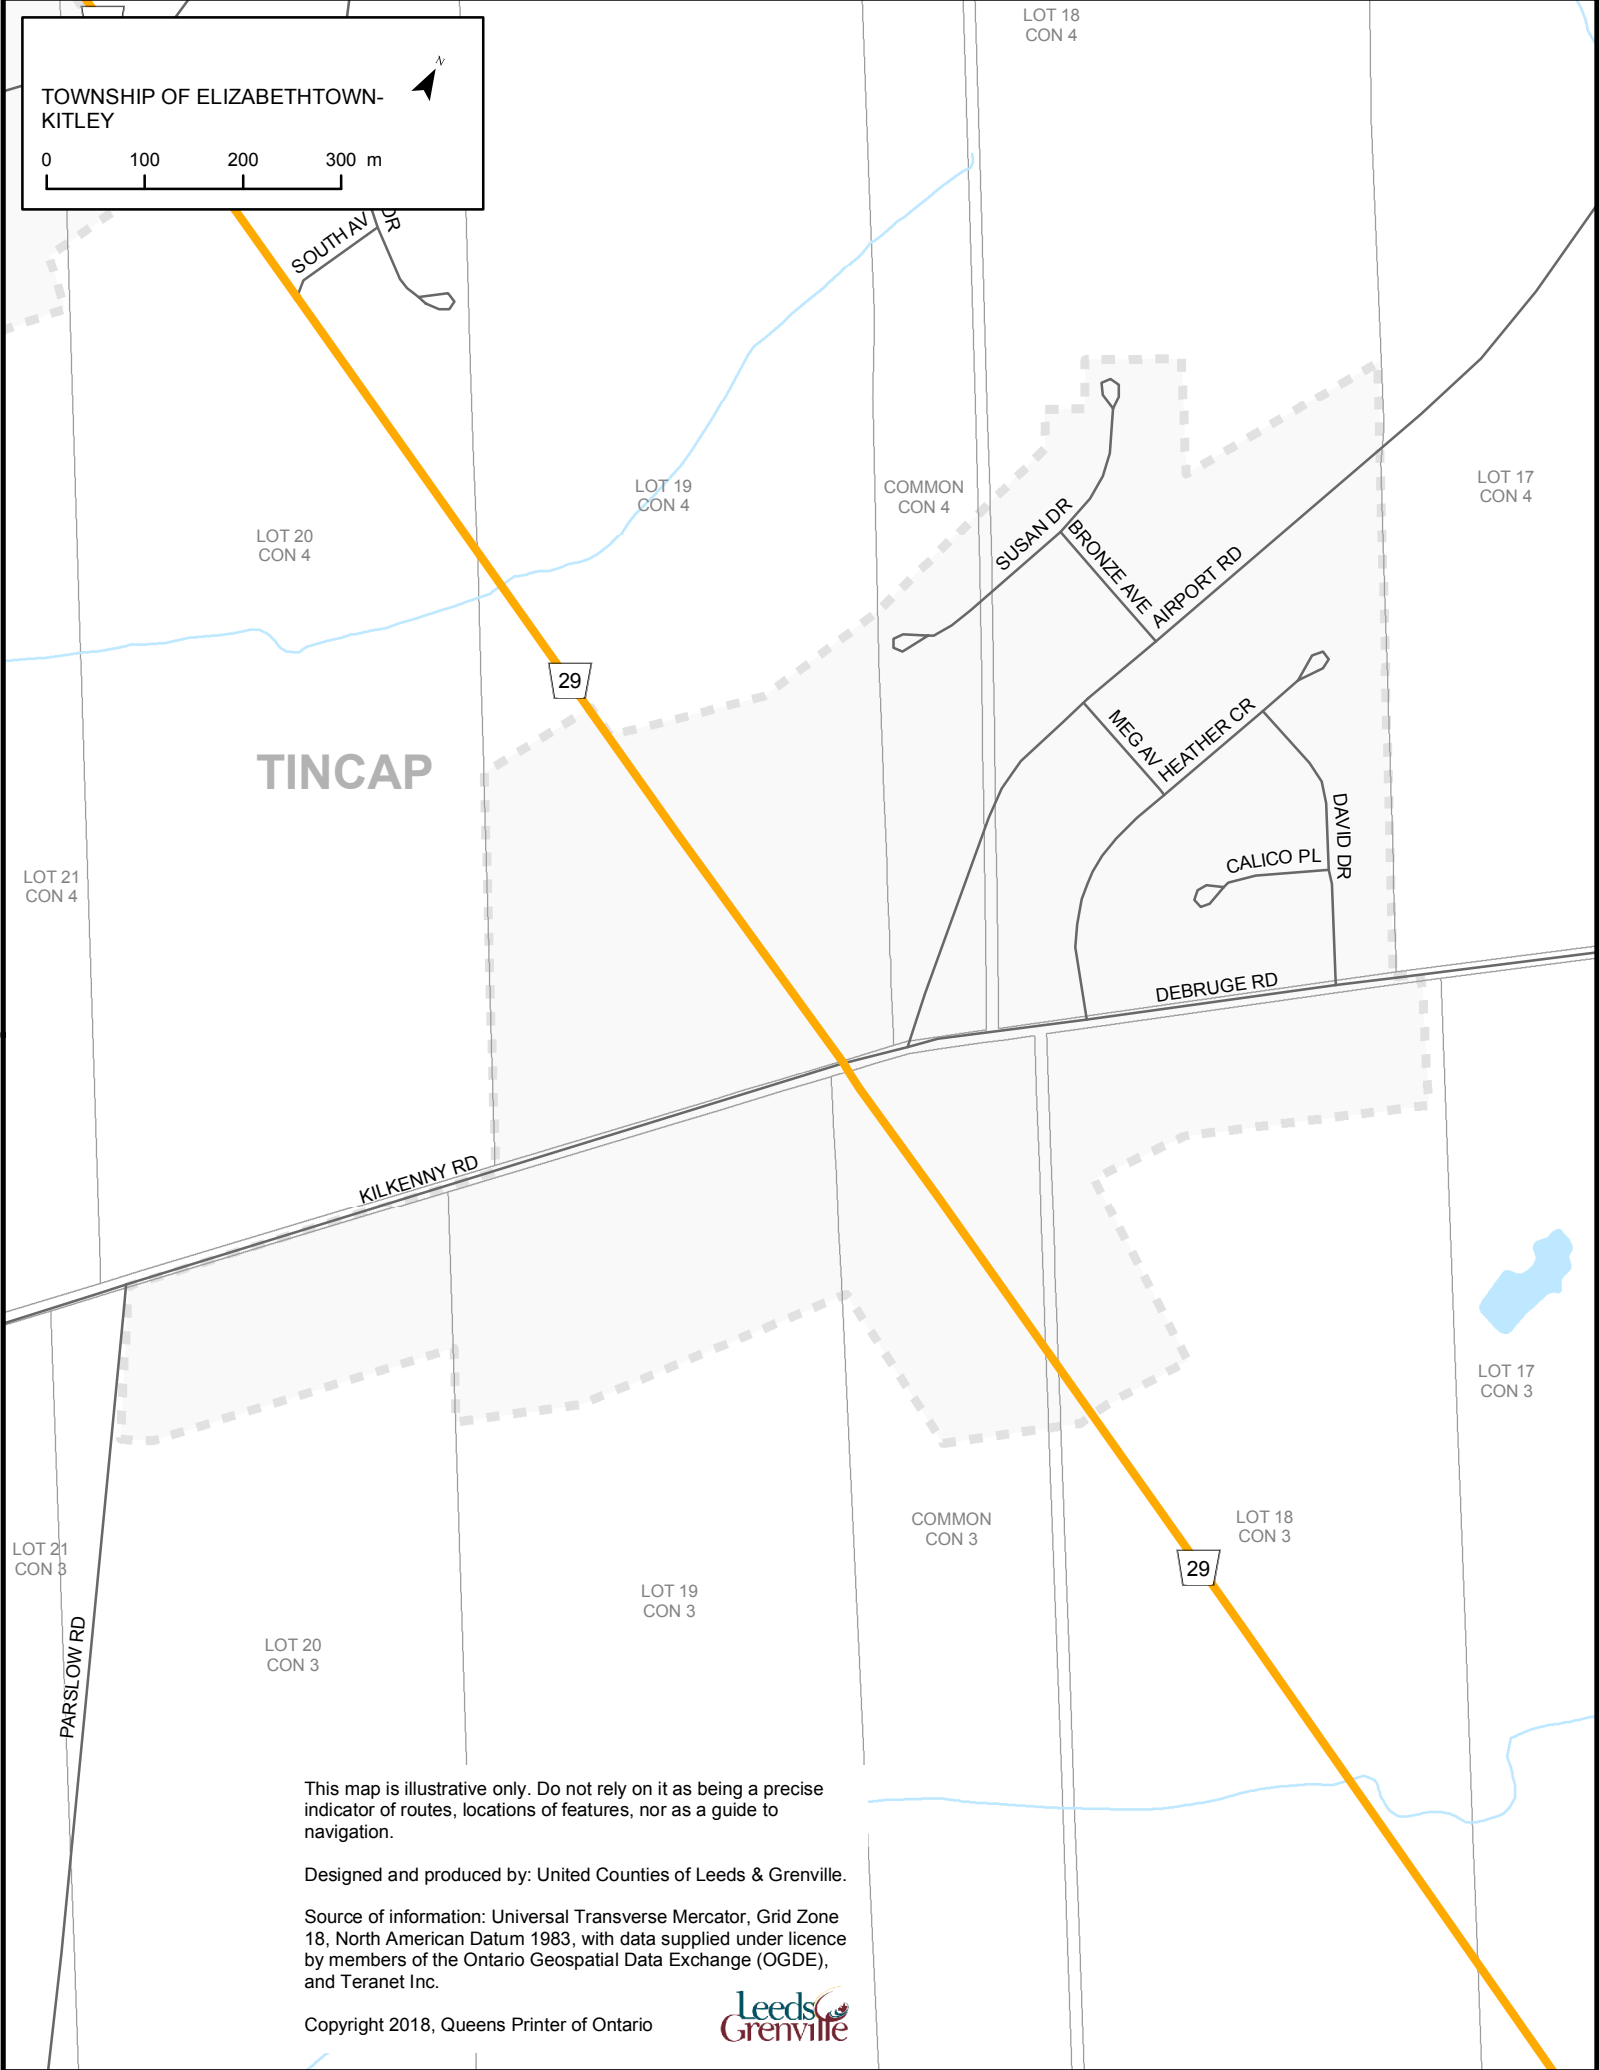 LOT 18
CON 4
N
TOWNSHIP OF ELIZABETHTOWN-
KITLEY
0 100 200 300 m
SOUTH AV
DR
LOT 19
CON 4
COMMON
CON 4
LOT 17
CON 4
LOT 20
CON 4
SUSAN DR
BRONZE AVE
AIRPORT RD
29
MEG AV
HEATHER CR
TINCAP
DAVID DR
CALICO PL
LOT 21
CON 4
DEBRUGE RD
KILKENNY RD
LOT 17
CON 3
COMMON
CON 3
LOT 18
CON 3
LOT 21
CON 3
29
LOT 19
CON 3
LOT 20
CON 3
PARSLOW RD
This map is illustrative only. Do not rely on it as being a precise
indicator of routes, locations of features, nor as a guide to
navigation.
Designed and produced by: United Counties of Leeds & Grenville.
Source of information: Universal Transverse Mercator, Grid Zone
18, North American Datum 1983, with data supplied under licence
by members of the Ontario Geospatial Data Exchange (OGDE),
and Teranet Inc.
Copyright 2018, Queens Printer of Ontario
Leeds
Grenville